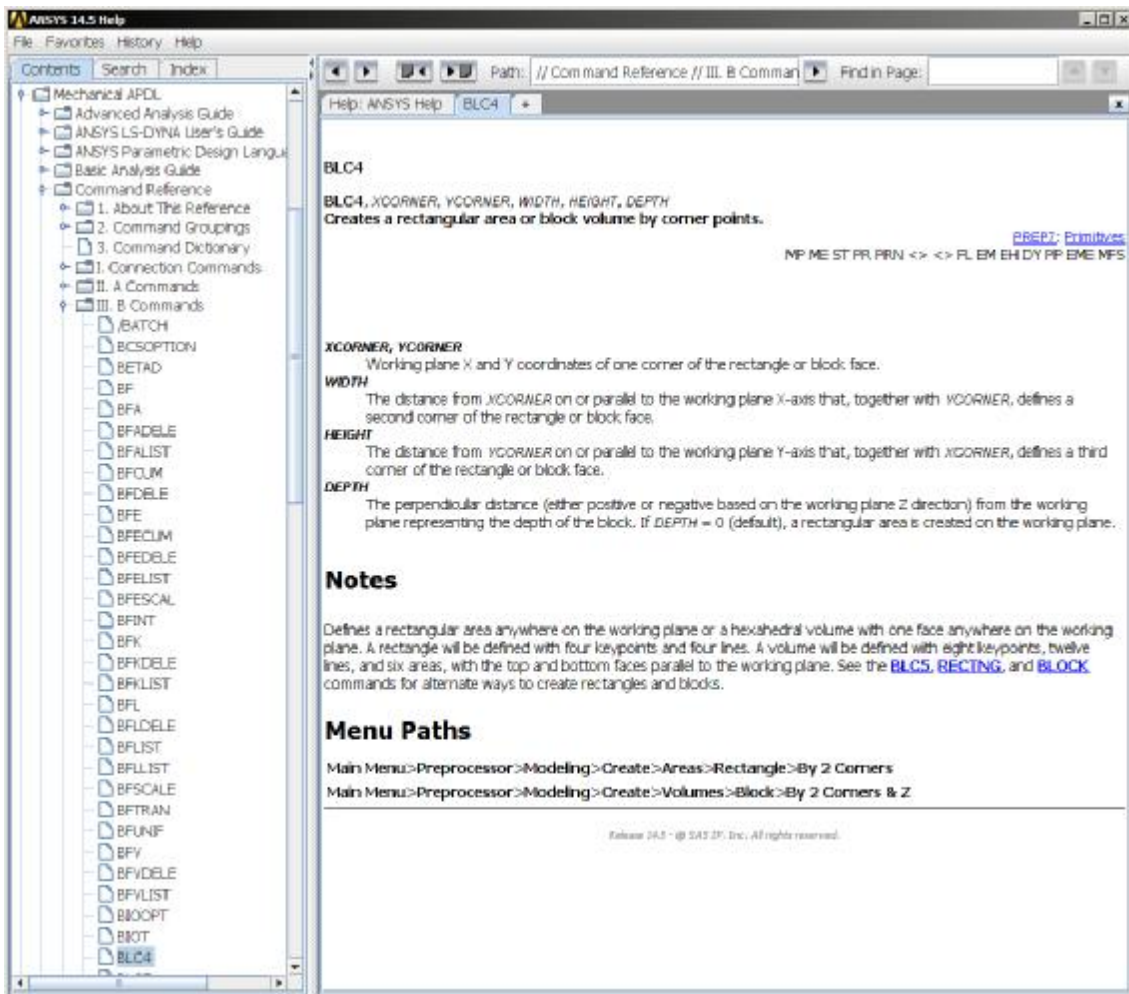 ANSYS 14.5 Help
File Favorites History Help
Contents Search Index
Path: // Command Reference // III. B Comman Find in Page:
Mechanical APDL
Advanced Analysis Guide
ANSYS LS-DYNA User's Guide
ANSYS Parametric Design Langua
Basic Analysis Guide
Command Reference
1. About This Reference
2. Command Groupings
3. Command Dictionary
I. Connection Commands
II. A Commands
III. B Commands
/BATCH
BCSOPTION
BETAD
BF
BFA
BFADELE
BFALIST
BFCUM
BFDELE
BFE
BFECUM
BFEDELE
BFELIST
BFESCAL
BFINT
BFK
BFKDELE
BFKLIST
BFL
BFLDELE
BFLIST
BFLLIST
BFSCALE
BFTRAN
BFUNIF
BFV
BFVDELE
BFVLIST
BIOOPT
BIOT
BLC4
Help: ANSYS Help BLC4 +
BLC4
BLC4, XCORNER, YCORNER, WIDTH, HEIGHT, DEPTH
Creates a rectangular area or block volume by corner points.
PREP7: Primitives
MP ME ST PR PRN <> <> FL EM EH DY PP EME MFS
XCORNER, YCORNER
Working plane X and Y coordinates of one corner of the rectangle or block face.
WIDTH
The distance from XCORNER on or parallel to the working plane X-axis that, together with YCORNER, defines a
second corner of the rectangle or block face.
HEIGHT
The distance from YCORNER on or parallel to the working plane Y-axis that, together with XCORNER, defines a third
corner of the rectangle or block face.
DEPTH
The perpendicular distance (either positive or negative based on the working plane Z direction) from the working
plane representing the depth of the block. If DEPTH = 0 (default), a rectangular area is created on the working plane.
Notes
Defines a rectangular area anywhere on the working plane or a hexahedral volume with one face anywhere on the working
plane. A rectangle will be defined with four keypoints and four lines. A volume will be defined with eight keypoints, twelve
lines, and six areas, with the top and bottom faces parallel to the working plane. See the BLC5, RECTNG, and BLOCK
commands for alternate ways to create rectangles and blocks.
Menu Paths
Main Menu>Preprocessor>Modeling>Create>Areas>Rectangle>By 2 Corners
Main Menu>Preprocessor>Modeling>Create>Volumes>Block>By 2 Corners & Z
Release 14.5 - © SAS IP, Inc. All rights reserved.